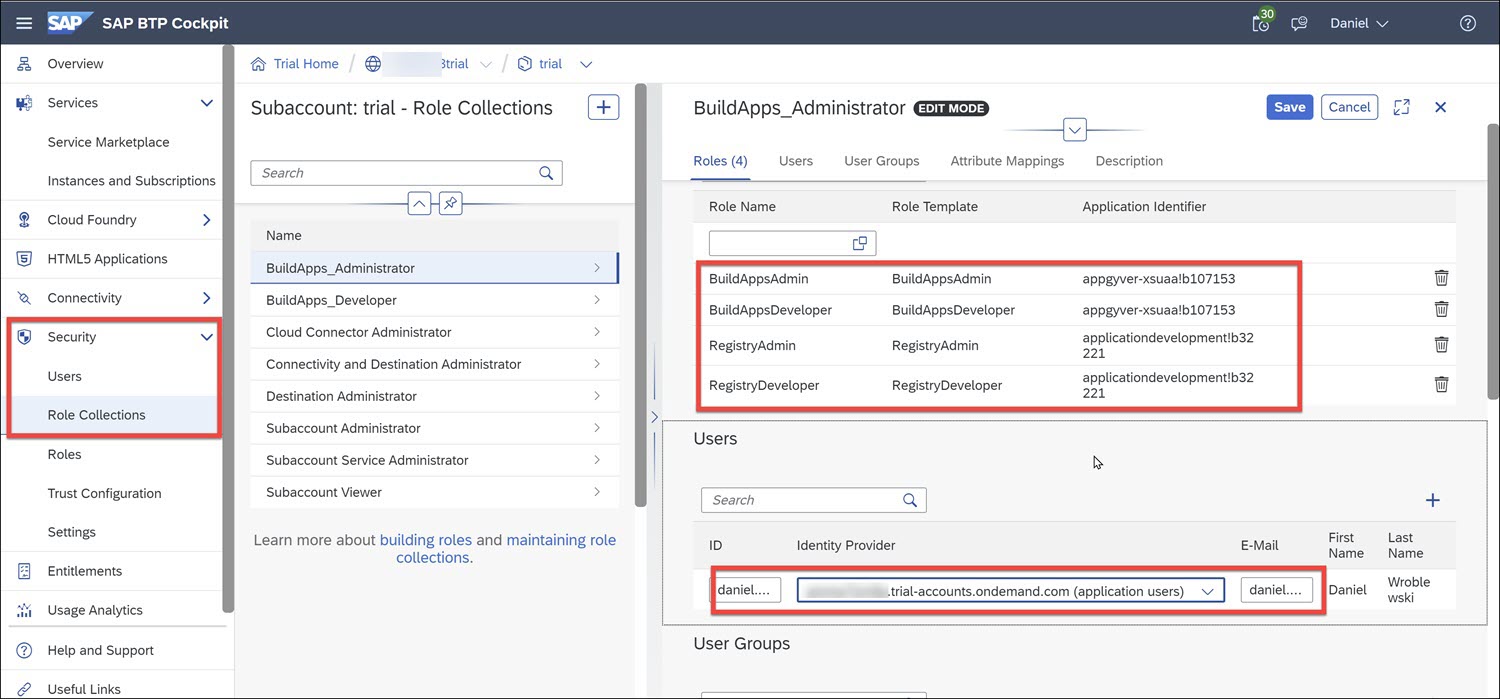 SAP SAP BTP Cockpit
30
Daniel
Overview
Services
Service Marketplace
Instances and Subscriptions
Cloud Foundry
HTML5 Applications
Connectivity
Security
Users
Role Collections
Roles
Trust Configuration
Settings
Entitlements
Usage Analytics
Help and Support
Useful Links
Trial Home / trial / trial
Subaccount: trial - Role Collections
Search
Name
BuildApps_Administrator
BuildApps_Developer
Cloud Connector Administrator
Connectivity and Destination Administrator
Destination Administrator
Subaccount Administrator
Subaccount Service Administrator
Subaccount Viewer
Learn more about building roles and maintaining role
collections.
BuildApps_Administrator EDIT MODE
Save Cancel
Roles (4) Users User Groups Attribute Mappings Description
Role Name Role Template Application Identifier
BuildAppsAdmin BuildAppsAdmin appgyver-xsuaa!b107153
BuildAppsDeveloper BuildAppsDeveloper appgyver-xsuaa!b107153
RegistryAdmin RegistryAdmin applicationdevelopment!b32
221
RegistryDeveloper RegistryDeveloper applicationdevelopment!b32
221
Users
Search
ID Identity Provider E-Mail First
Name Last
Name
daniel.... .trial-accounts.ondemand.com (application users) daniel.... Daniel Wroble
wski
User Groups